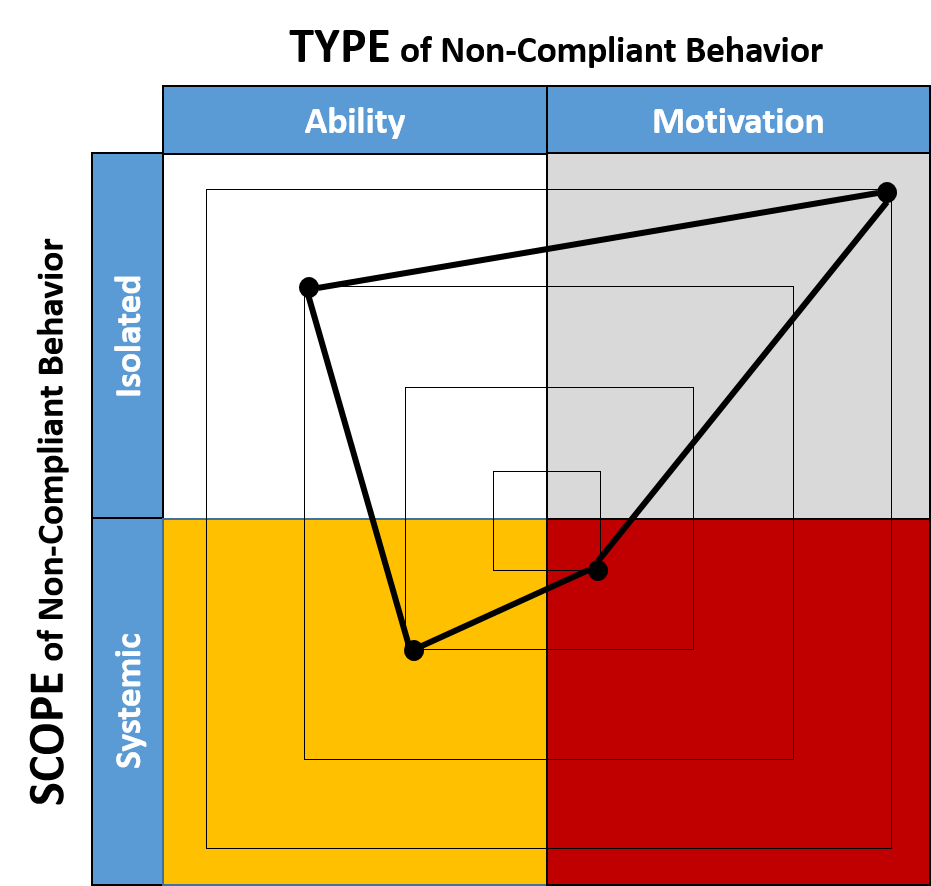 TYPE of Non-Compliant Behavior
Ability
Motivation
SCOPE of Non-Compliant Behavior
Isolated
Systemic